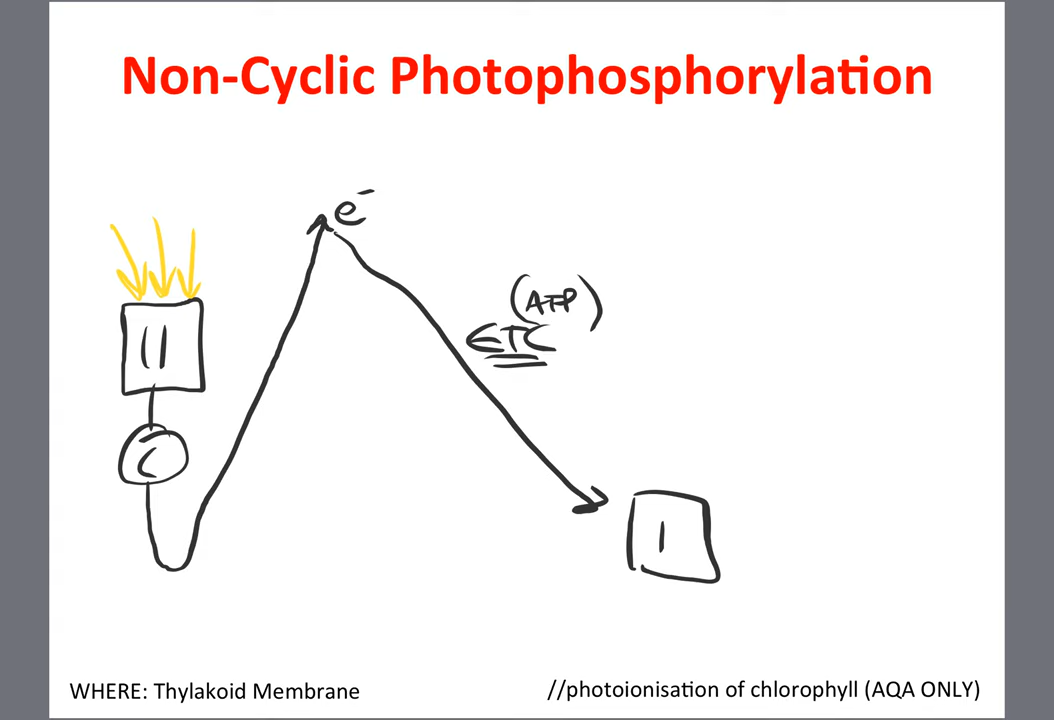 Non-Cyclic Photophosphorylation
e⁻
(ATP)
ETC
II
C
I
WHERE: Thylakoid Membrane
//photoionisation of chlorophyll (AQA ONLY)